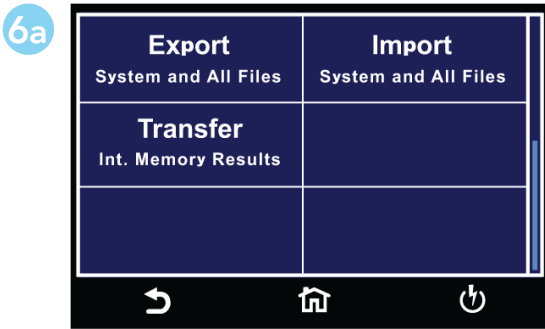 6a
Export
System and All Files
Import
System and All Files
Transfer
Int. Memory Results